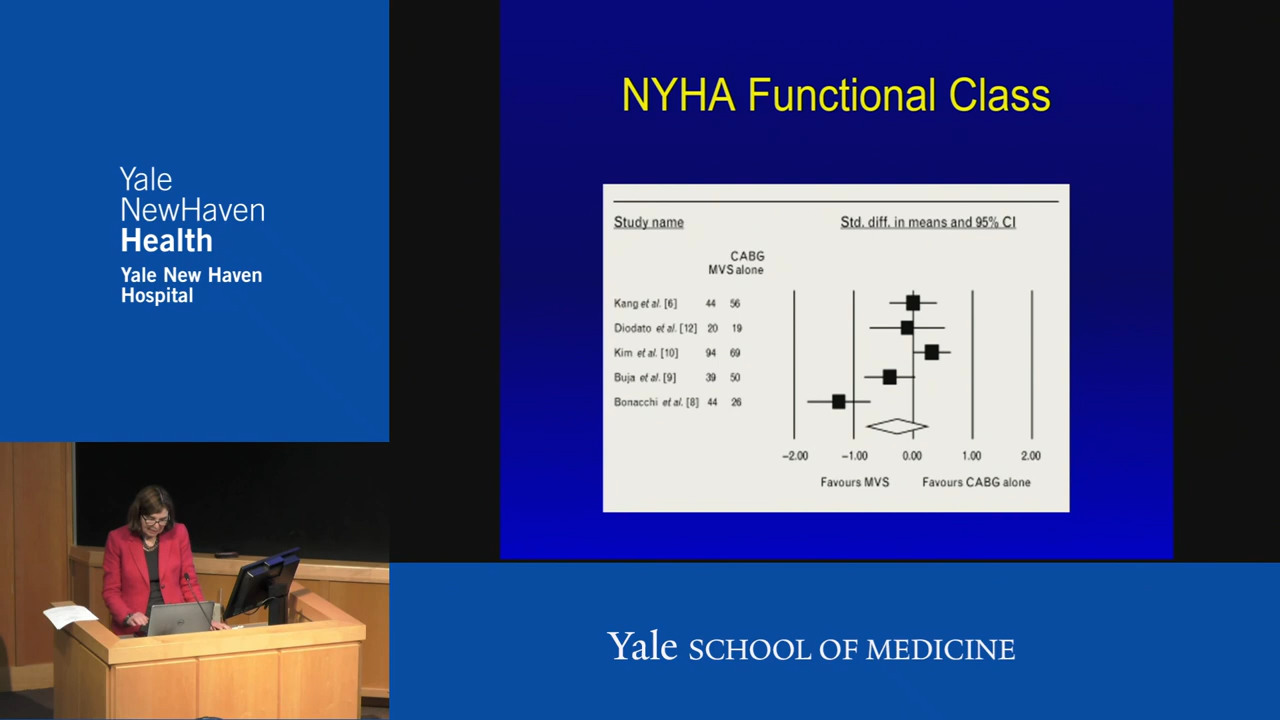 Yale
NewHaven
Health
Yale New Haven
Hospital
NYHA Functional Class
Study name Std. diff. in means and 95% CI
CABG
MVS alone
Kang et al. [6] 44 56
Diodato et al. [12] 20 19
Kim et al. [10] 94 69
Buja et al. [9] 39 50
Bonacchi et al. [8] 44 26
−2.00 −1.00 0.00 1.00 2.00
Favours MVS Favours CABG alone
Yale SCHOOL OF MEDICINE